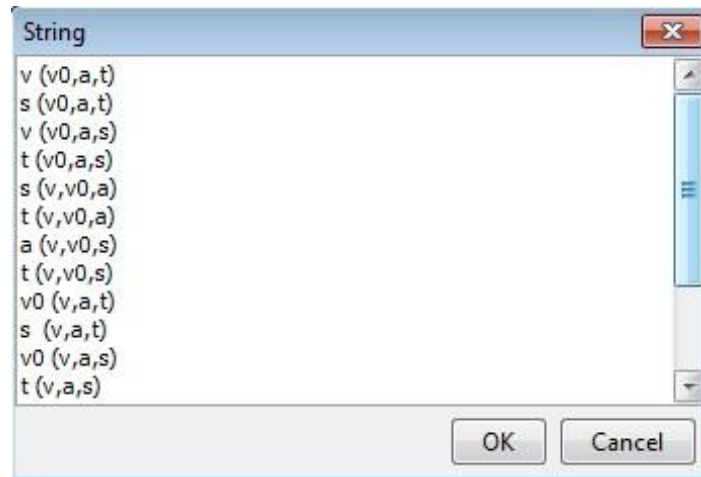 String
v (v0,a,t)
s (v0,a,t)
v (v0,a,s)
t (v0,a,s)
s (v,v0,a)
t (v,v0,a)
a (v,v0,s)
t (v,v0,s)
v0 (v,a,t)
s  (v,a,t)
v0 (v,a,s)
t (v,a,s)
OK Cancel